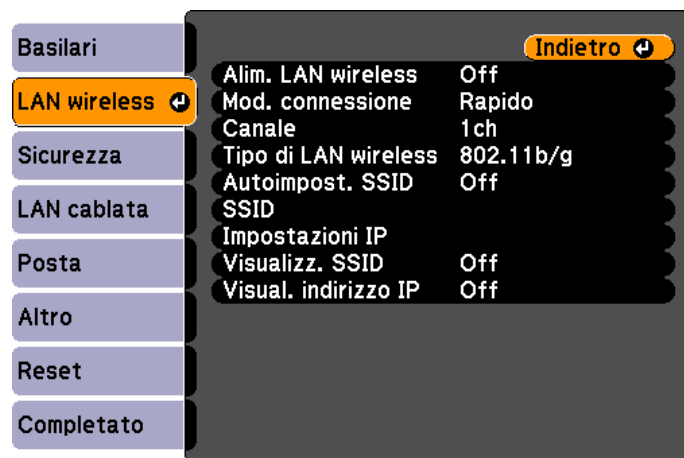 Basilari
LAN wireless
Sicurezza
LAN cablata
Posta
Altro
Reset
Completato
Indietro
Alim. LAN wireless Off
Mod. connessione Rapido
Canale 1ch
Tipo di LAN wireless 802.11b/g
Autoimpost. SSID Off
SSID
Impostazioni IP
Visualizz. SSID Off
Visual. indirizzo IP Off